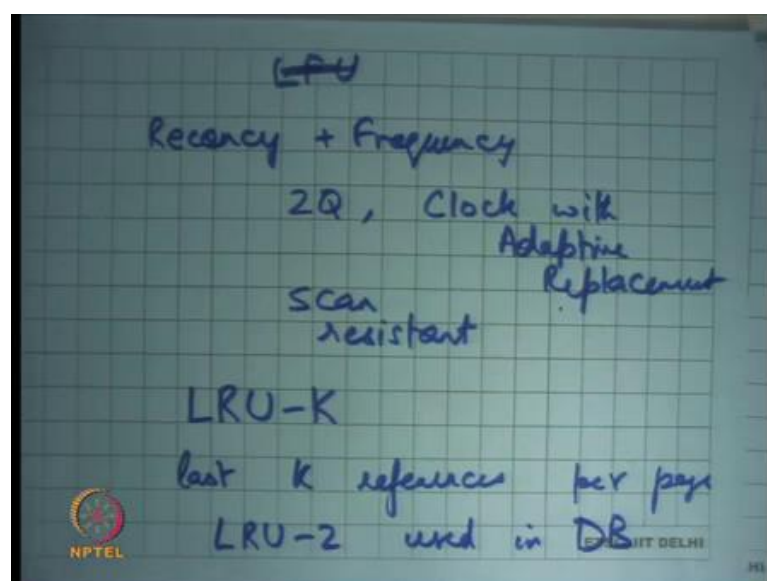 LFU
Recency + Frequency
2Q, Clock with
Adaptive
Replacement
scan
resistant
LRU-K
last K references per page
LRU-2 used in DB
IIT DELHI
NPTEL